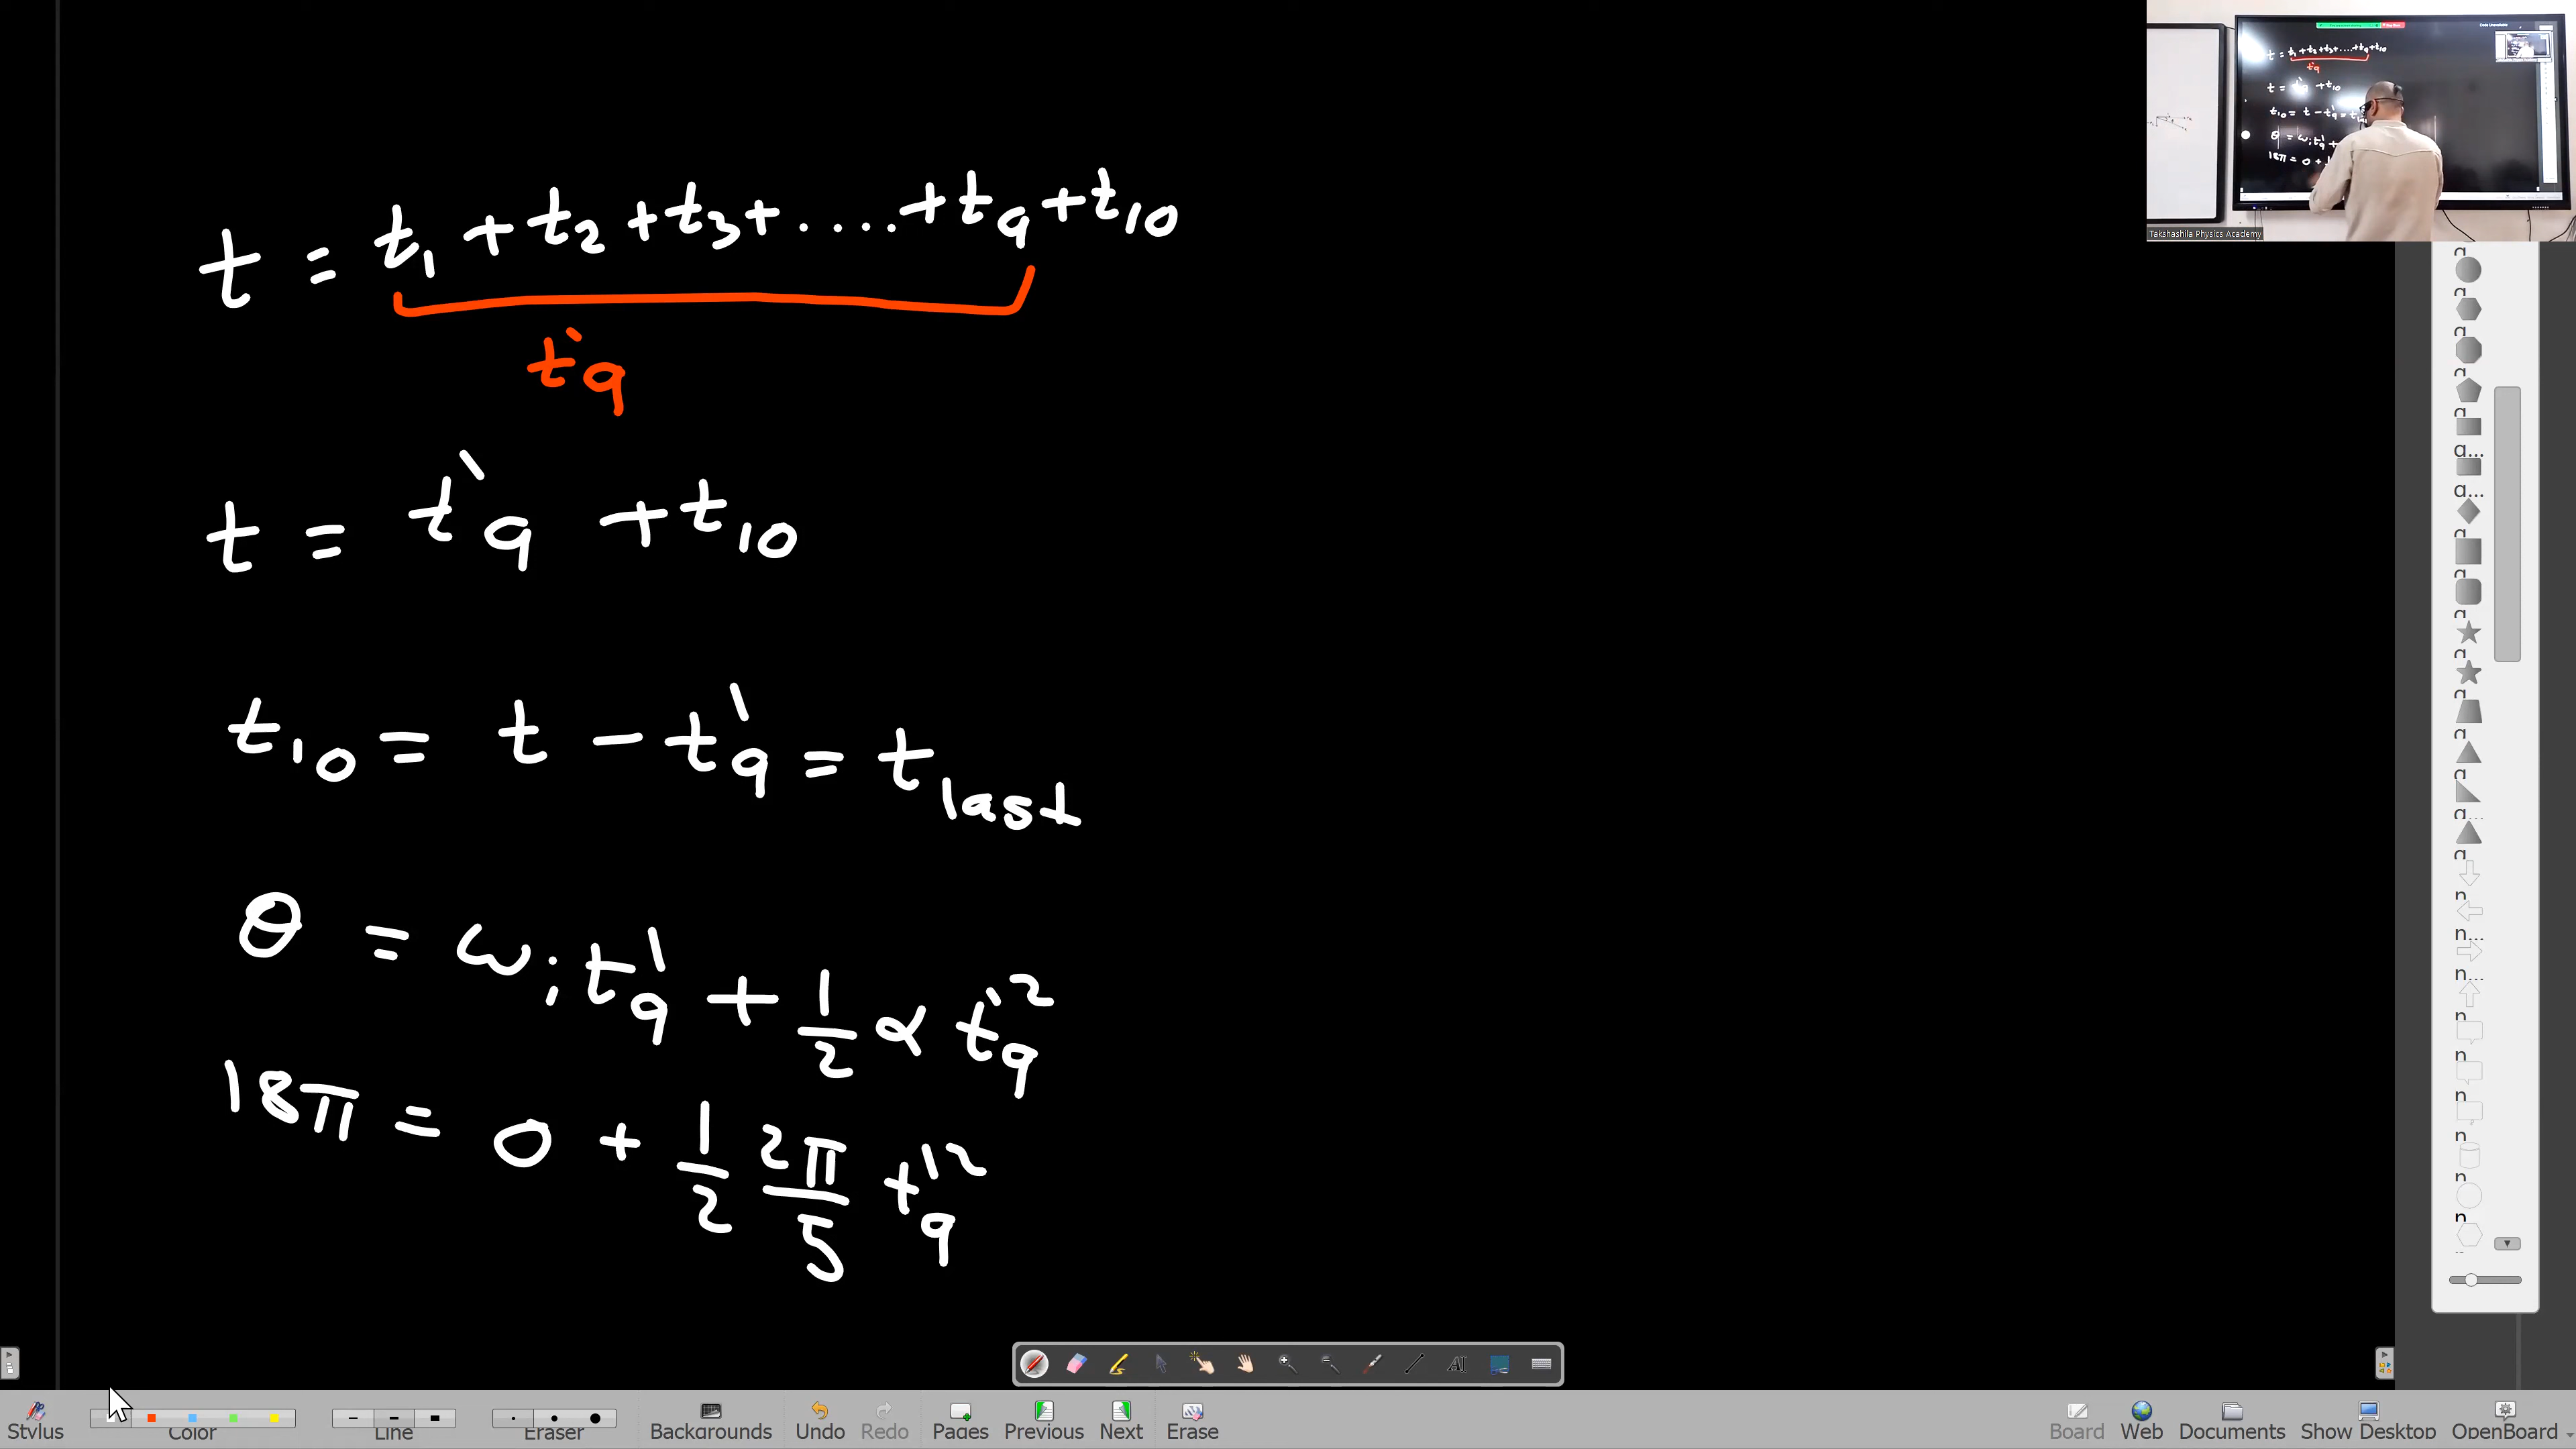 t = t₁ + t₂ + t₃ + .... + t₉ + t₁₀
t'₉
t = t'₉ + t₁₀
t₁₀ = t - t'₉ = t last
θ = ωᵢ t'₉ + 1/2 α t'₉²
18π = 0 + 1/2 2π/5 t'₉²
Takshashila Physics Academy
Stylus
Color
Line
Eraser
Backgrounds
Undo
Redo
Pages
Previous
Next
Erase
Board
Web
Documents
Show Desktop
OpenBoard